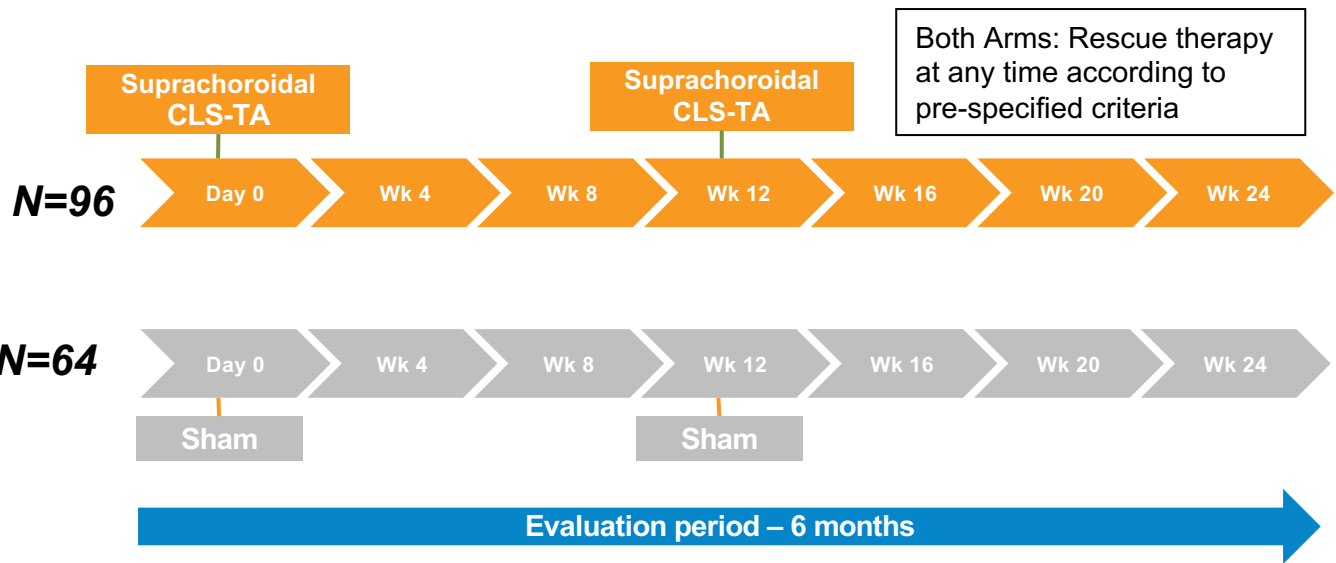 Both Arms: Rescue therapy
at any time according to
pre-specified criteria
Suprachoroidal
CLS-TA
Suprachoroidal
CLS-TA
N=96
Day 0
Wk 4
Wk 8
Wk 12
Wk 16
Wk 20
Wk 24
N=64
Day 0
Wk 4
Wk 8
Wk 12
Wk 16
Wk 20
Wk 24
Sham
Sham
Evaluation period – 6 months